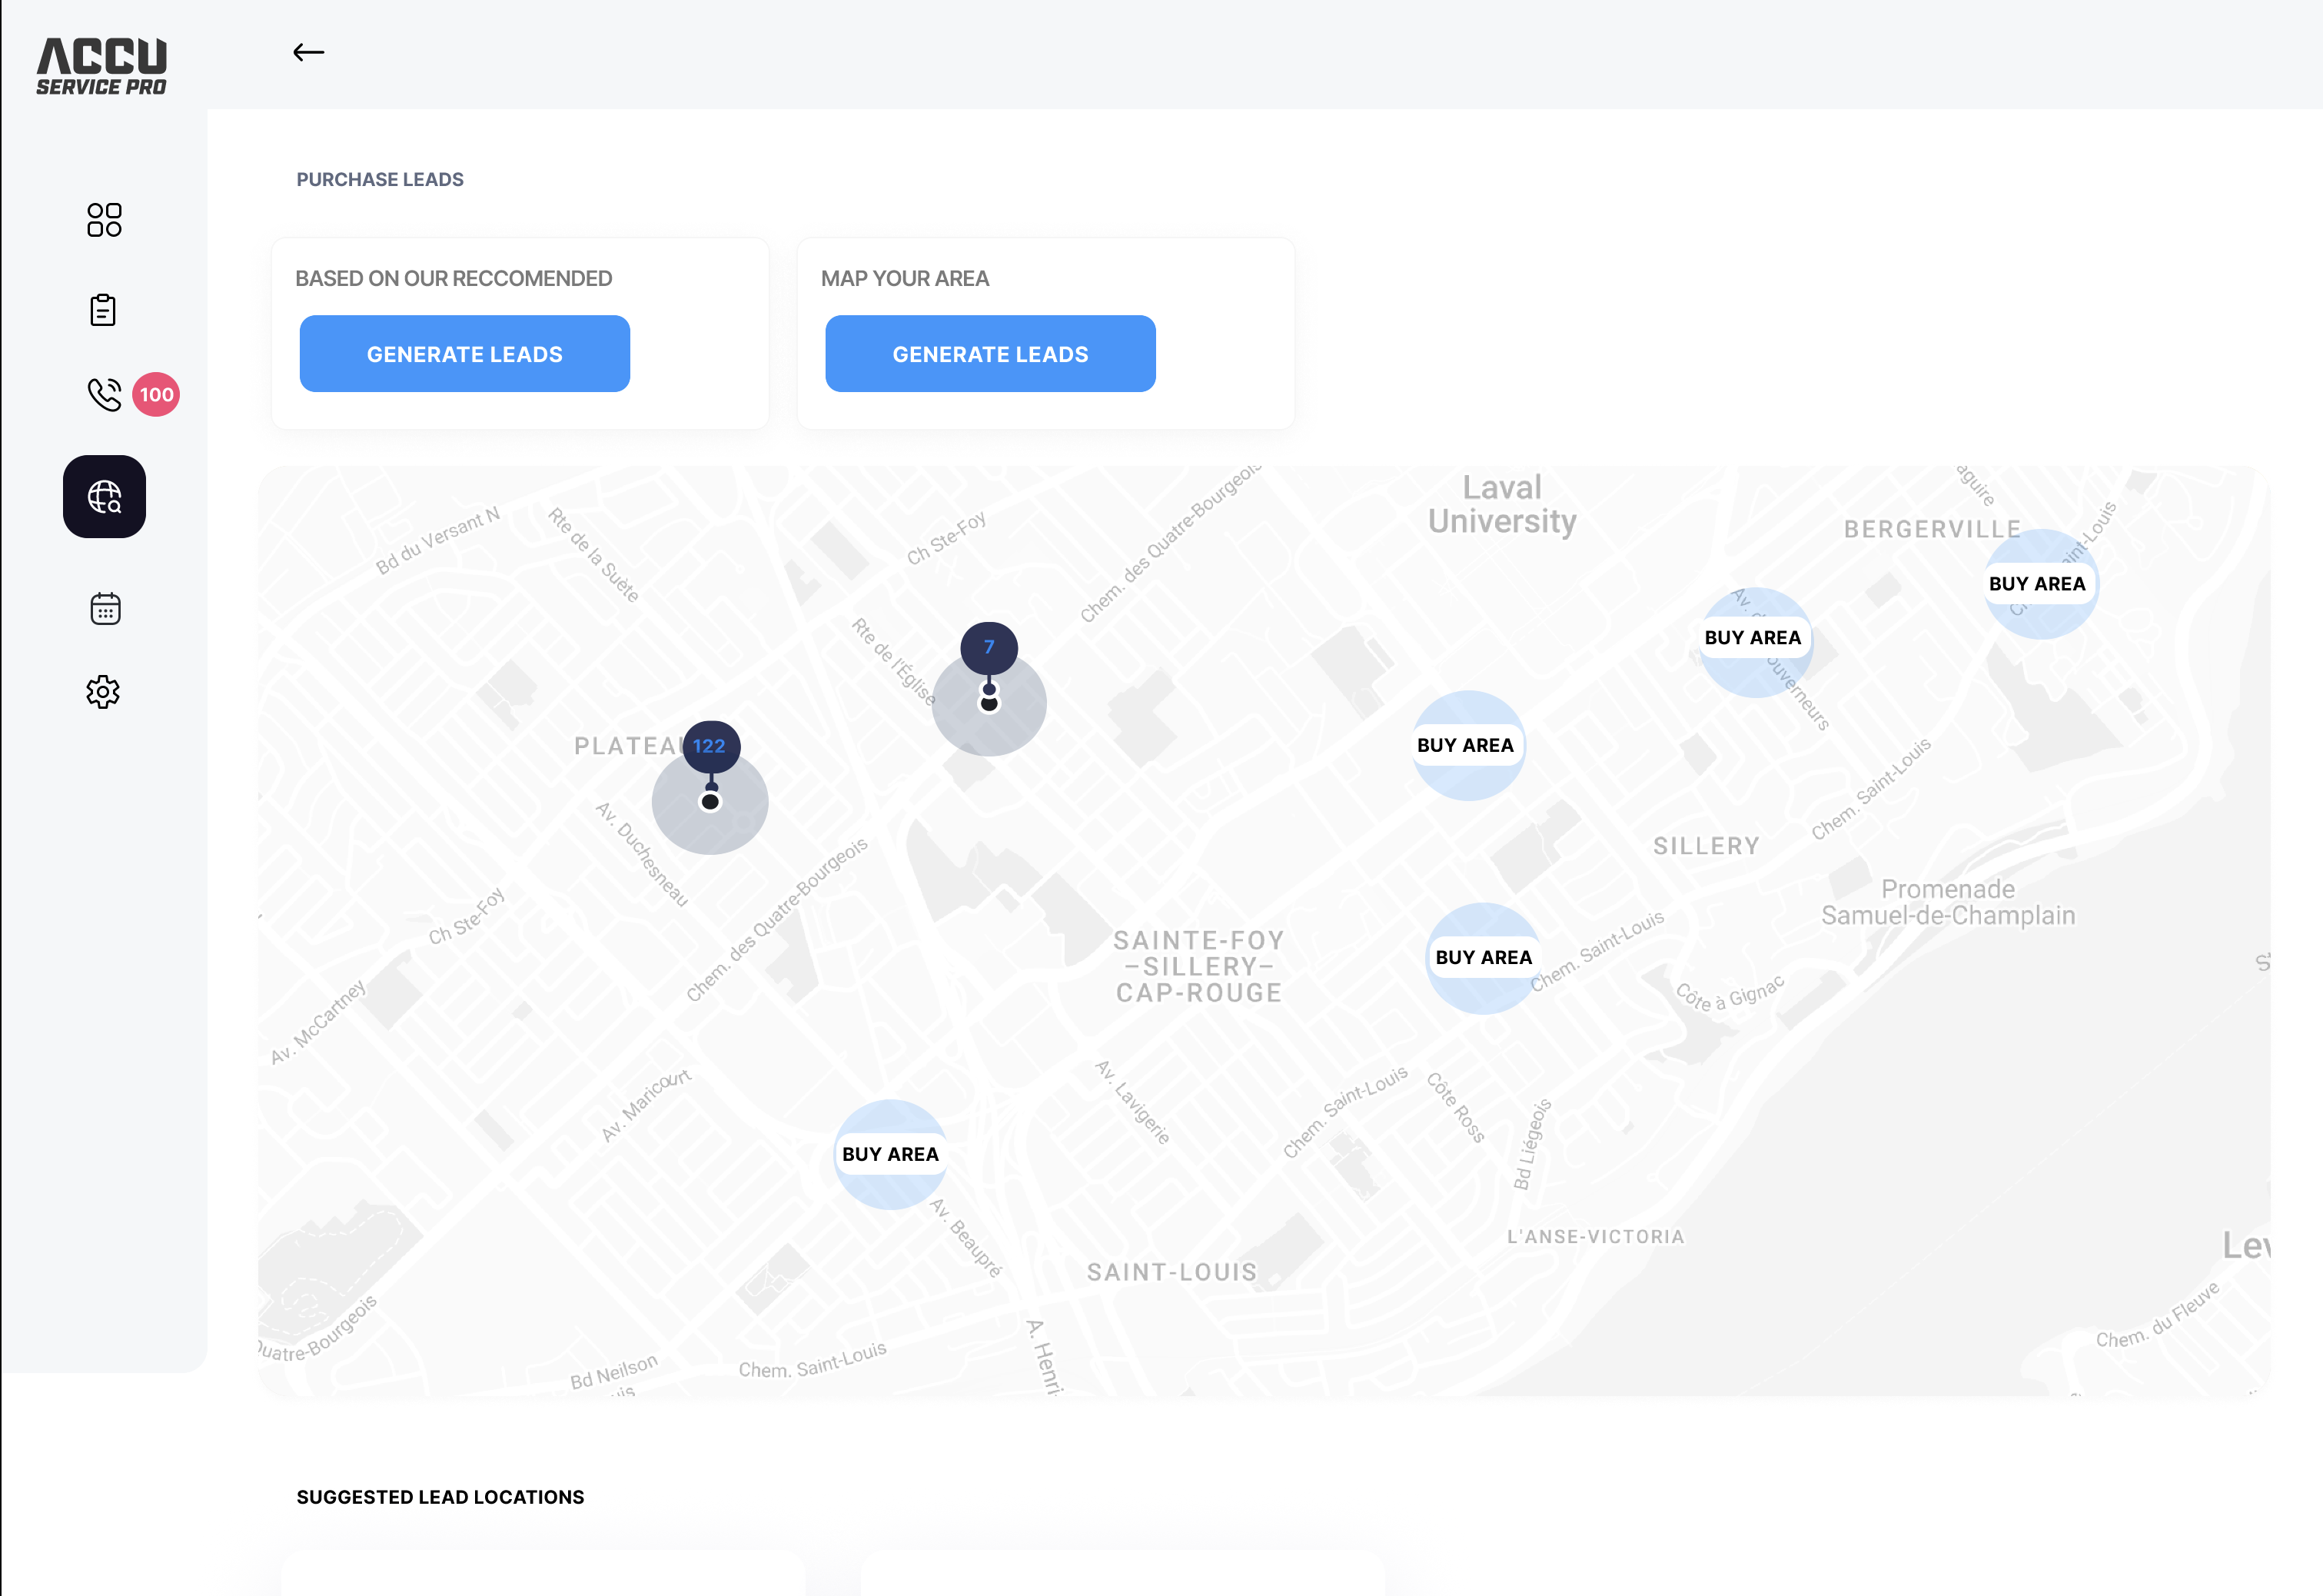 ACCU
SERVICE PRO
PURCHASE LEADS
BASED ON OUR RECCOMENDED
GENERATE LEADS
MAP YOUR AREA
GENERATE LEADS
100
Laval
University
BERGERVILLE
Bd du Versant N
Rte de la Suète
Ch Ste-Foy
Chem. des Quatre-Bourgeois
BUY AREA
BUY AREA
Rte de l'Église
7
PLATEAU
122
BUY AREA
Av. Duchesneau
Chem. des Quatre-Bourgeois
Chem. Saint-Louis
SILLERY
Promenade
Samuel-de-Champlain
Ch Ste-Foy
SAINTE-FOY
–SILLERY–
CAP-ROUGE
BUY AREA
Chem. Saint-Louis
Côte à Gignac
Av. McCartney
Av. Maricourt
Av. Lavigerie
Chem. Saint-Louis
Côte Ross
Bd Liégeois
BUY AREA
Av. Beaupré
L'ANSE-VICTORIA
SAINT-LOUIS
Lev
Quatre-Bourgeois
Chem. du Fleuve
Bd Neilson
Chem. Saint-Louis
A. Henri
SUGGESTED LEAD LOCATIONS